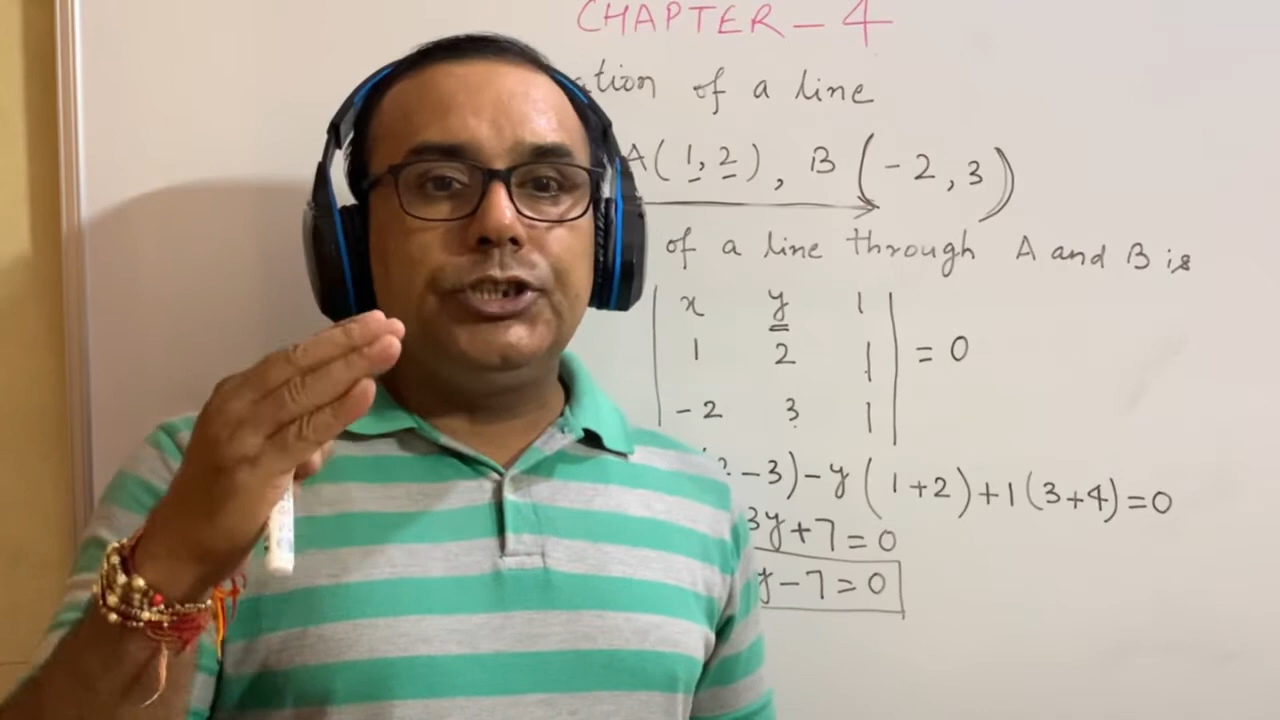 CHAPTER-4
ation of a line
A(1,2), B(-2,3)
of a line through A and B is
| x y 1 |
| 1 2 1 | = 0
| -2 3 1 |
2-3)-y(1+2)+1(3+4)=0
3y+7=0
y-7=0